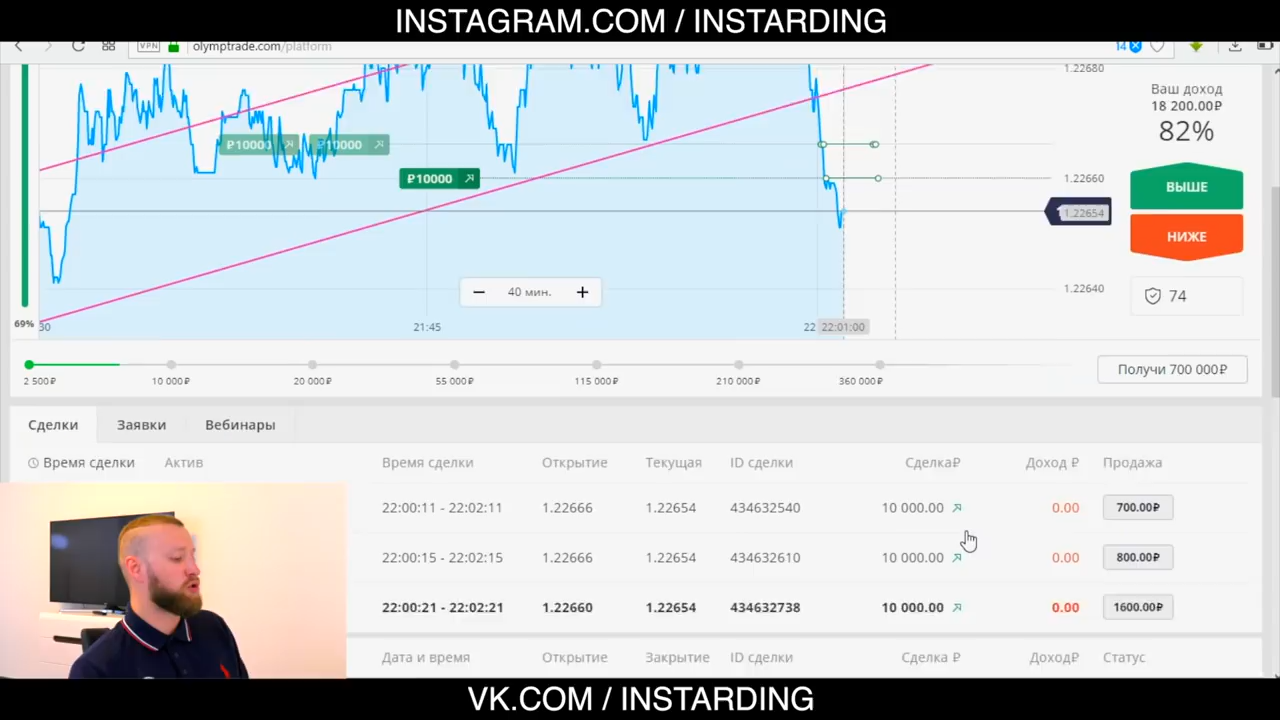 INSTAGRAM.COM / INSTARDING
VPN olymptrade.com/platform 14
1.22680
Ваш доход
18 200.00₽
82%
₽10000 ₽10000
₽10000
1.22660
ВЫШЕ
1.22654
НИЖЕ
40 мин.
1.22640
74
69% 30 21:45 22 22:01:00
2 500₽ 10 000₽ 20 000₽ 55 000₽ 115 000₽ 210 000₽ 360 000₽
Получи 700 000₽
Сделки Заявки Вебинары
Время сделки Актив Время сделки Открытие Текущая ID сделки Сделка₽ Доход ₽ Продажа
22:00:11 - 22:02:11 1.22666 1.22654 434632540 10 000.00 0.00 700.00₽
22:00:15 - 22:02:15 1.22666 1.22654 434632610 10 000.00 0.00 800.00₽
22:00:21 - 22:02:21 1.22660 1.22654 434632738 10 000.00 0.00 1600.00₽
Дата и время Открытие Закрытие ID сделки Сделка ₽ Доход₽ Статус
VK.COM / INSTARDING